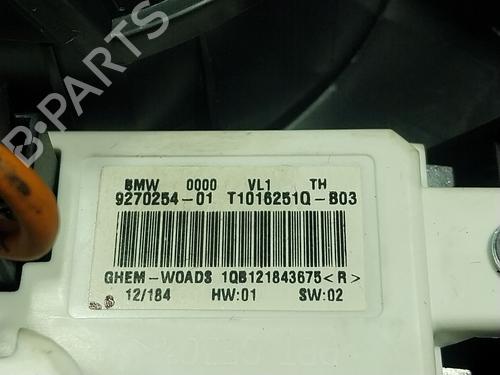 B-PARTS
BMW 0000 VL1 TH
9270254-01 T1016251Q-B03
GHEM-WOADS 1QB121843675<R>
12/184 HW:01 SW:02